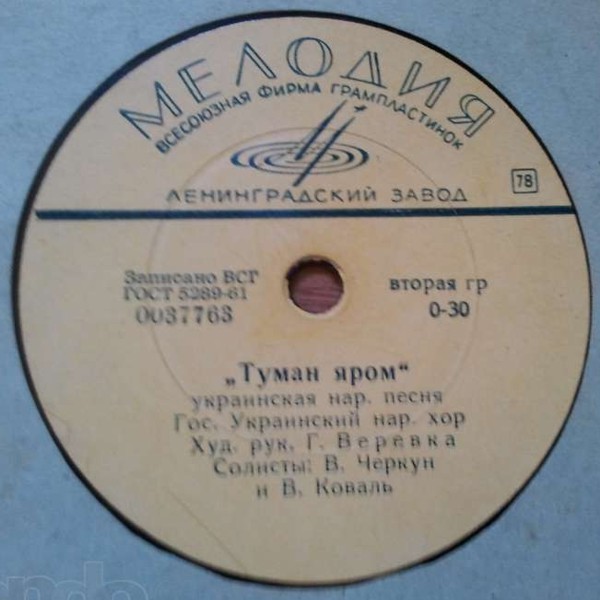 МЕЛОДИЯ
ВСЕСОЮЗНАЯ ФИРМА ГРАМПЛАСТИНОК
ЛЕНИНГРАДСКИЙ ЗАВОД
78
Записано ВСГ
ГОСТ 5289-61
0037763
вторая гр
0-30
„Туман яром“
украинская нар. песня
Гос. Украинский нар. хор
Худ. рук. Г. Веревка
Солисты: В. Черкун
и В. Коваль